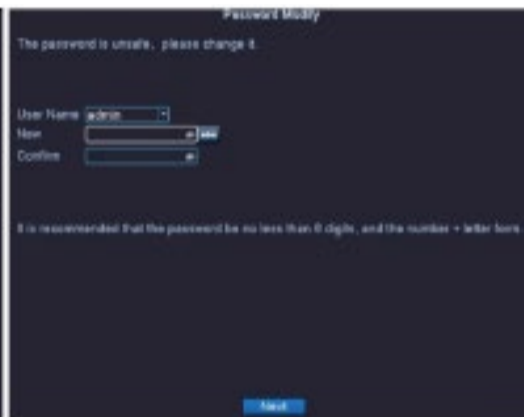 Password Modify
The password is unsafe, please change it.
User Name admin
New
Confirm
It is recommended that the password be no less than 6 digits, and the number + letter form
Next